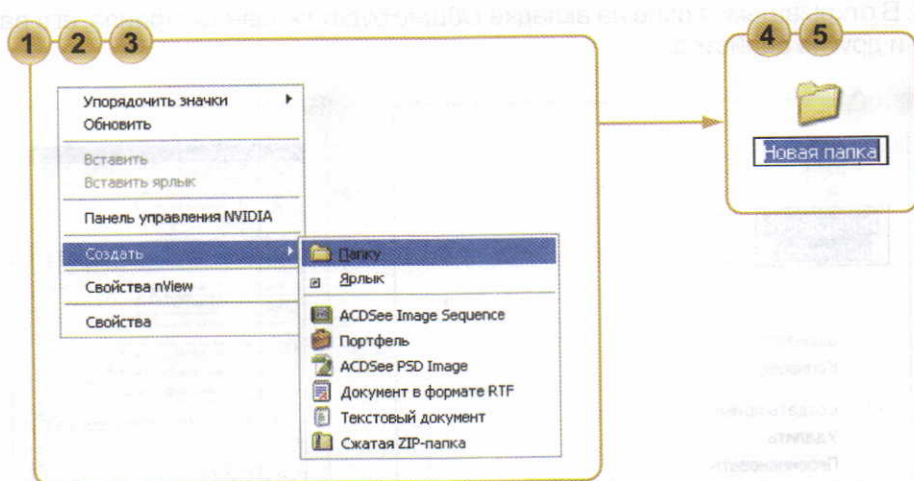 1 2 3
4 5
Упорядочить значки
Обновить
Вставить
Вставить ярлык
Панель управления NVIDIA
Создать
Свойства nView
Свойства
Папку
Ярлык
ACDSee Image Sequence
Портфель
ACDSee PSD Image
Документ в формате RTF
Текстовый документ
Сжатая ZIP-папка
Новая папка